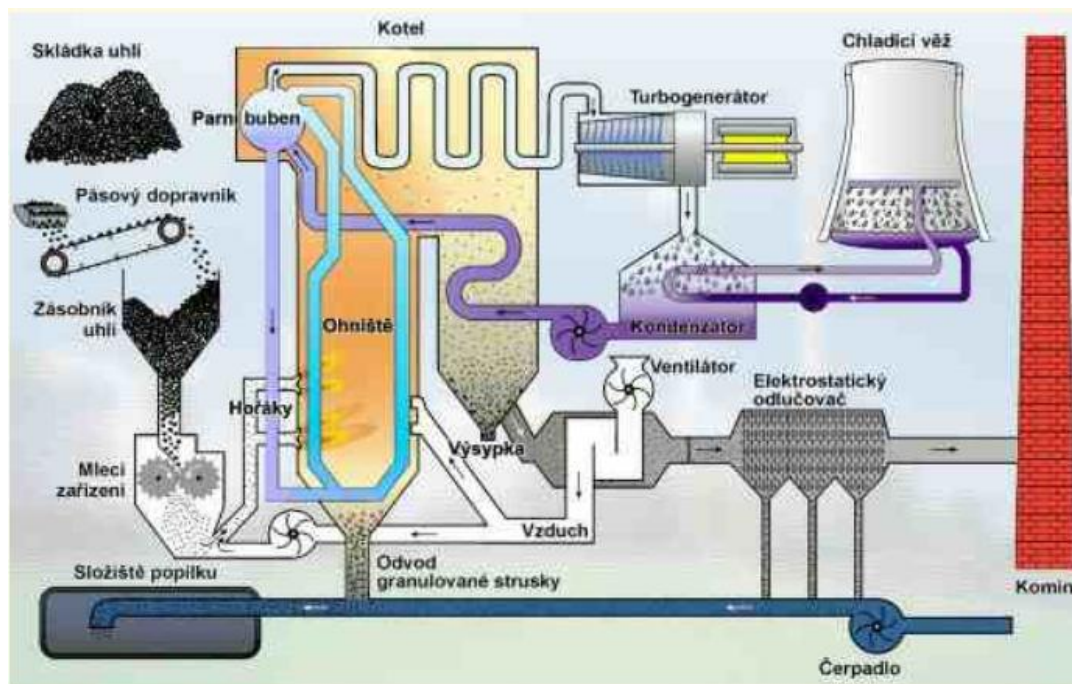 Kotel
Skládka uhlí
Chladicí věž
Turbogenerátor
Parní buben
Pásový dopravník
Zásobník
uhlí
Ohniště
Kondenzátor
Ventilátor
Elektrostatický
odlučovač
Hořáky
Výsypka
Mlecí
zařízení
Vzduch
Odvod
granulované strusky
Složiště popílku
Komín
Čerpadlo